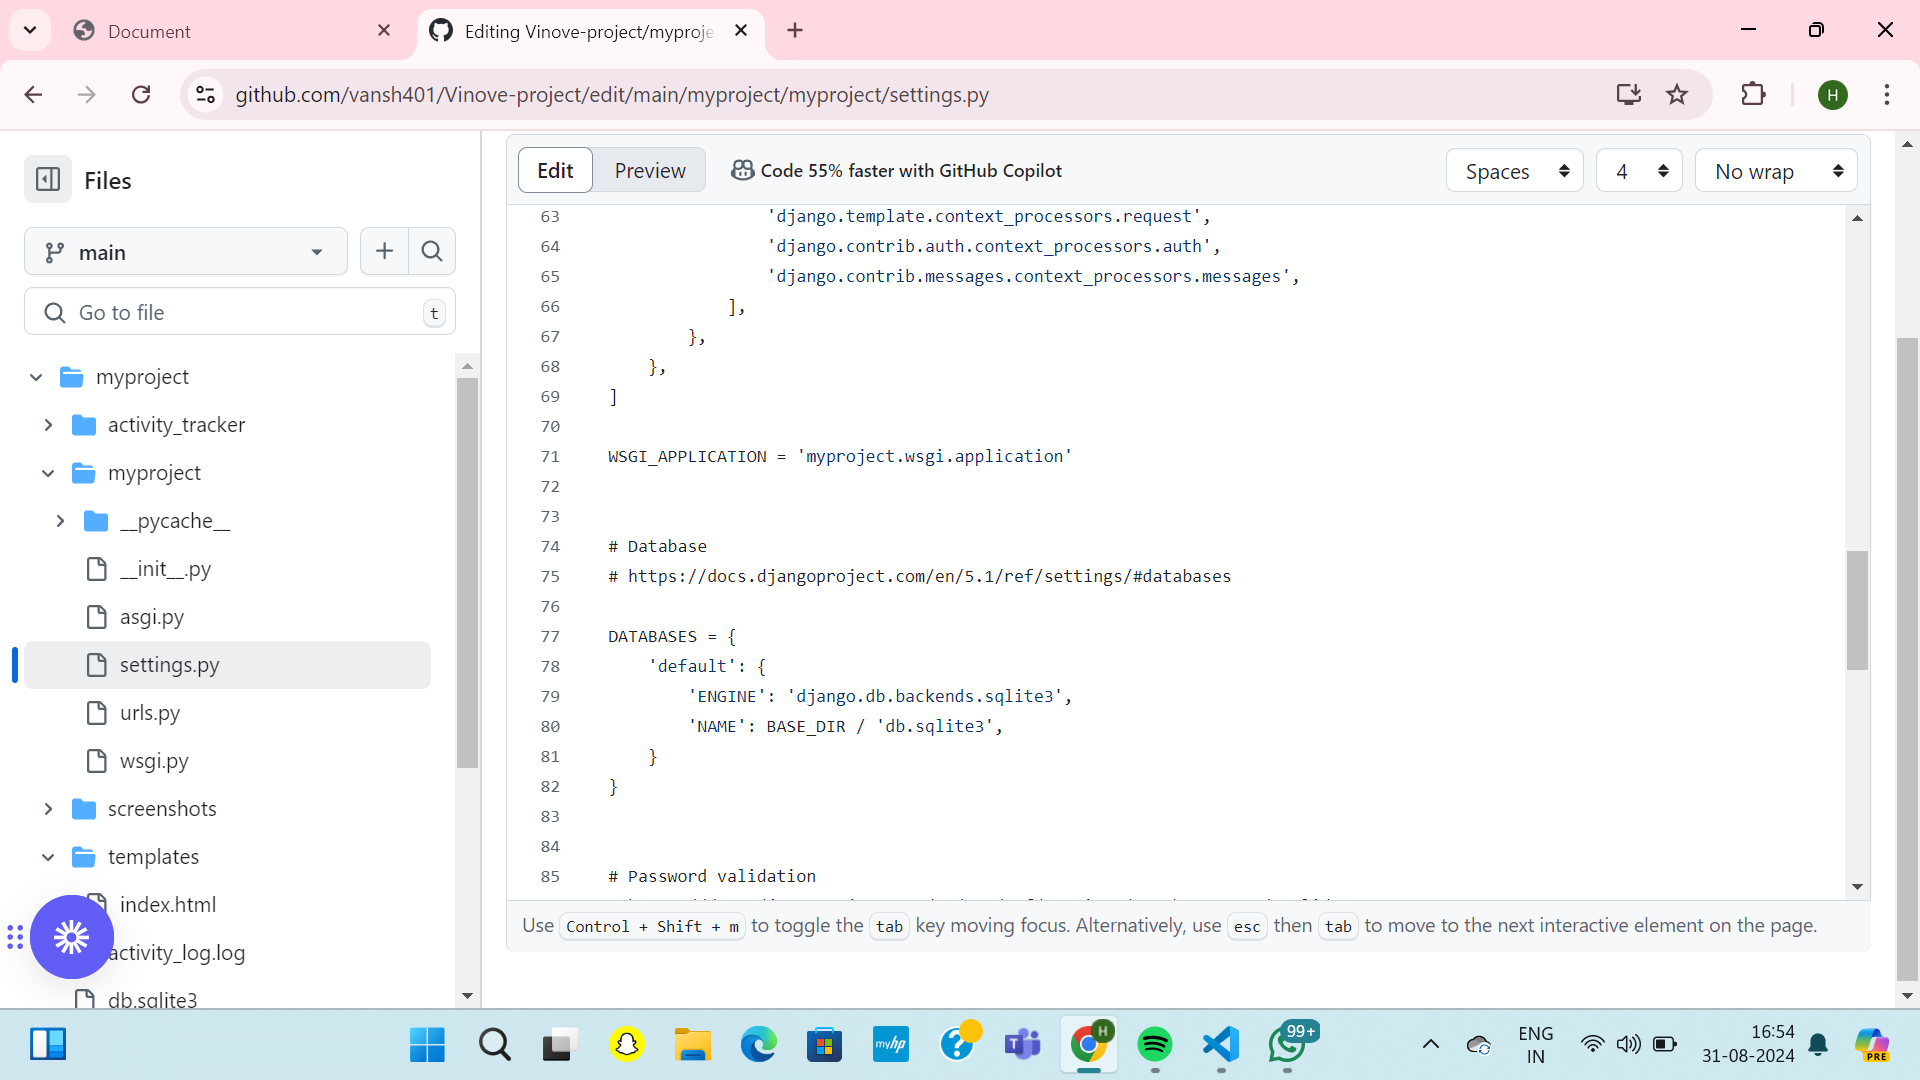 Document
Editing Vinove-project/myproje
github.com/vansh401/Vinove-project/edit/main/myproject/myproject/settings.py
H
Files
main
Go to file
t
myproject
activity_tracker
myproject
__pycache__
__init__.py
asgi.py
settings.py
urls.py
wsgi.py
screenshots
templates
index.html
activity_log.log
db.sqlite3
Edit
Preview
Code 55% faster with GitHub Copilot
Spaces
4
No wrap
63 'django.template.context_processors.request',
64 'django.contrib.auth.context_processors.auth',
65 'django.contrib.messages.context_processors.messages',
66 ],
67 },
68 },
69 ]
70
71 WSGI_APPLICATION = 'myproject.wsgi.application'
72
73
74 # Database
75 # https://docs.djangoproject.com/en/5.1/ref/settings/#databases
76
77 DATABASES = {
78 'default': {
79 'ENGINE': 'django.db.backends.sqlite3',
80 'NAME': BASE_DIR / 'db.sqlite3',
81 }
82 }
83
84
85 # Password validation
Use Control + Shift + m to toggle the tab key moving focus. Alternatively, use esc then tab to move to the next interactive element on the page.
myhp
H
99+
ENG
IN
16:54
31-08-2024
PRE